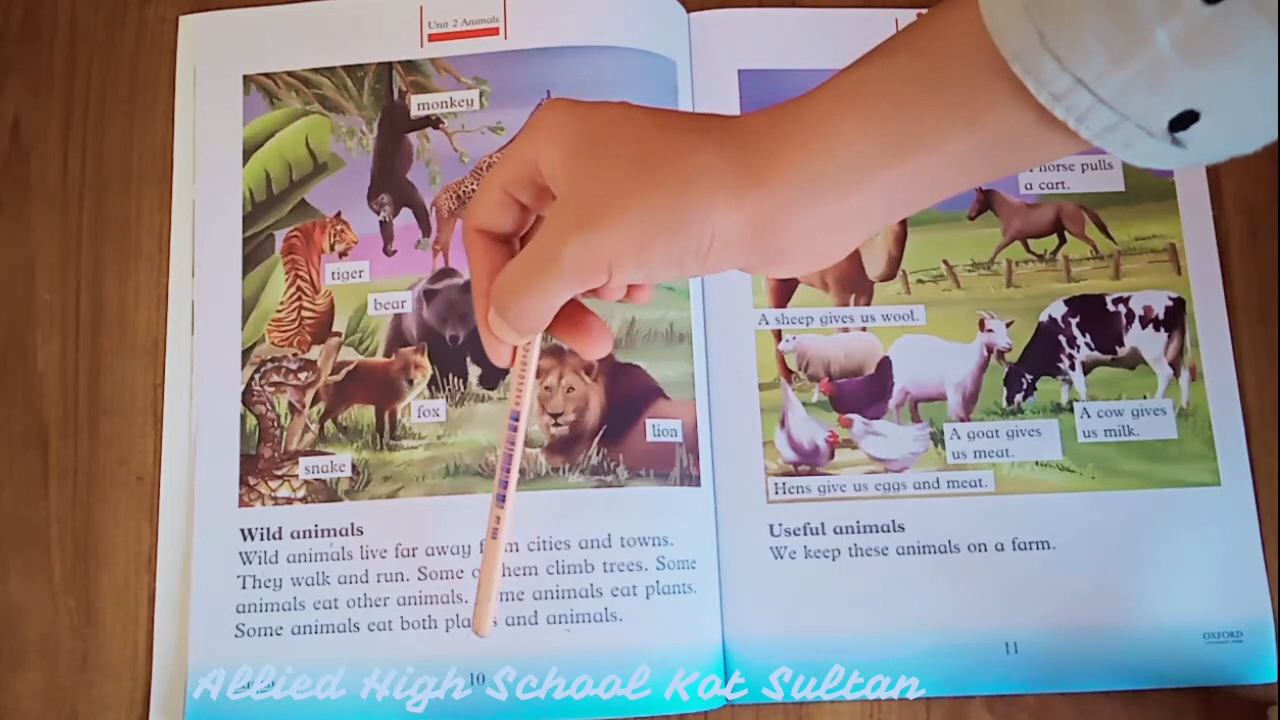 Unit 2 Animals
monkey
tiger
bear
fox
lion
snake
Wild animals
Wild animals live far away cities and towns.
They walk and run. Some climb trees. Some
animals eat other animals. animals eat plants.
Some animals eat both and animals.
10
horse pulls
a cart.
A sheep gives us wool.
A goat gives
us meat.
A cow gives
us milk.
Hens give us eggs and meat.
Useful animals
We keep these animals on a farm.
11
OXFORD
Allied High School Kot Sultan